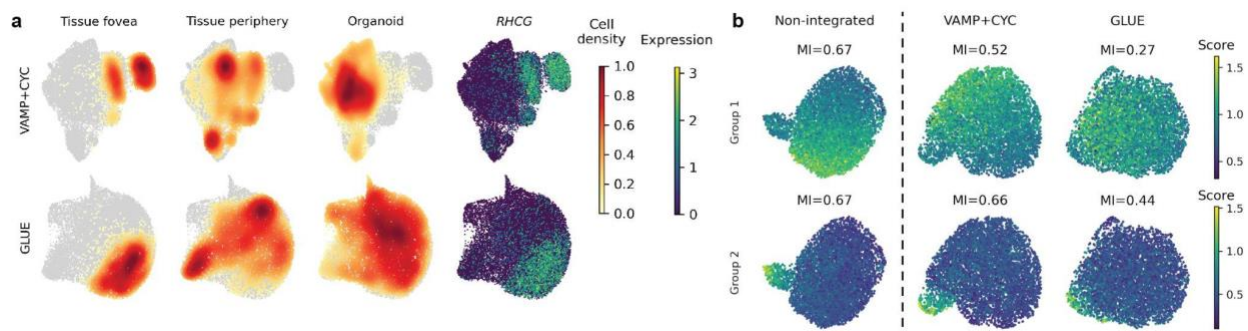 a
Tissue fovea
Tissue periphery
Organoid
RHCG
Cell
density
Expression
VAMP+CYC
GLUE
1.0
0.8
0.6
0.4
0.2
0.0
3
2
1
0
b
Non-integrated
VAMP+CYC
GLUE
MI=0.67
MI=0.52
MI=0.27
Score
Group 1
1.5
1.0
0.5
MI=0.67
MI=0.66
MI=0.44
Score
Group 2
1.5
1.0
0.5